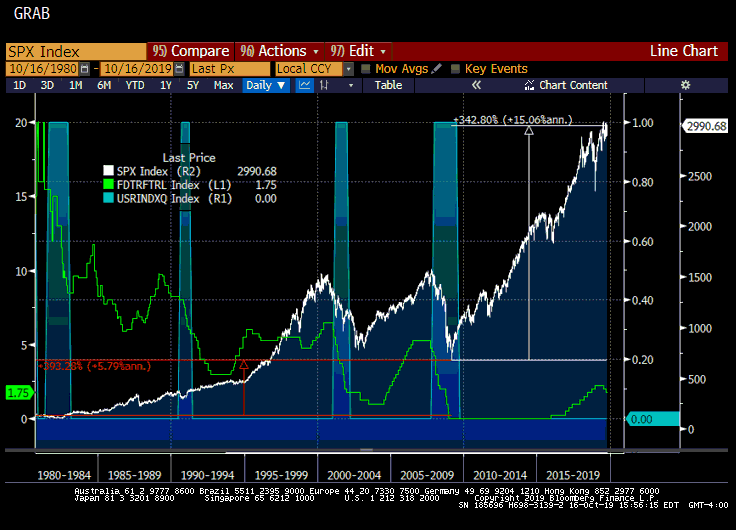 GRAB
SPX Index 95) Compare 96) Actions 97) Edit Line Chart
10/16/1980 - 10/16/2019 Last Px Local CCY Mov Avgs Key Events
1D 3D 1M 6M YTD 1Y 5Y Max Daily ▼ Table « Chart Content
+342.80% (+15.06%ann.)
20 1.00
2990.68
Last Price
SPX Index (R2) 2990.68
FDTRFTRL Index (L1) 1.75
USRINDXQ Index (R1) 0.00
2500
15 0.80
2000
0.60
10 1500
0.40
1000
5
+393.28% (+5.79%ann.)
0.20
500
1.75
0 0.00
0
1980-1984 1985-1989 1990-1994 1995-1999 2000-2004 2005-2009 2010-2014 2015-2019
Australia 61 2 9777 8600 Brazil 5511 2395 9000 Europe 44 20 7330 7500 Germany 49 69 9204 1210 Hong Kong 852 2977 6000
Japan 81 3 3201 8900 Singapore 65 6212 1000 U.S. 1 212 318 2000 Copyright 2019 Bloomberg Finance L.P.
SN 185696 H698-3139-2 16-Oct-19 15:56:15 EDT GMT-4:00